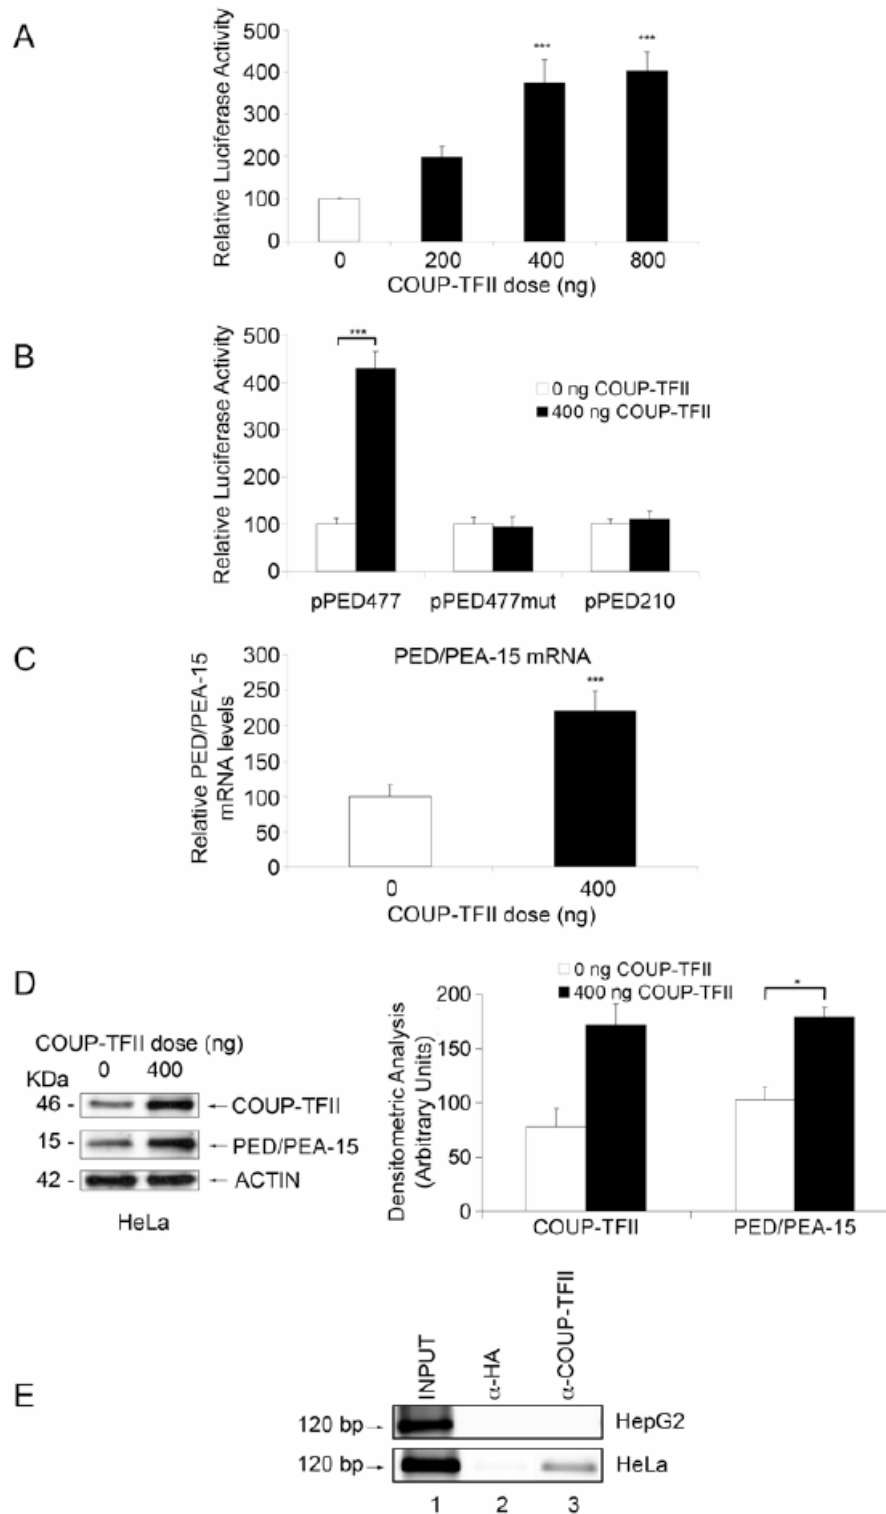 A
Relative Luciferase Activity
500
400
300
200
100
0
***
***
0 200 400 800
COUP-TFII dose (ng)
B
Relative Luciferase Activity
500
400
300
200
100
0
***
0 ng COUP-TFII
400 ng COUP-TFII
pPED477 pPED477mut pPED210
C
Relative PED/PEA-15
mRNA levels
300
250
200
150
100
50
0
PED/PEA-15 mRNA
***
0 400
COUP-TFII dose (ng)
D
COUP-TFII dose (ng)
0 400
KDa
46 - ← COUP-TFII
15 - ← PED/PEA-15
42 - ← ACTIN
HeLa
0 ng COUP-TFII
400 ng COUP-TFII
Densitometric Analysis
(Arbitrary Units)
200
150
100
50
0
*
COUP-TFII PED/PEA-15
E
INPUT
α-HA
α-COUP-TFII
120 bp → HepG2
120 bp → HeLa
1 2 3